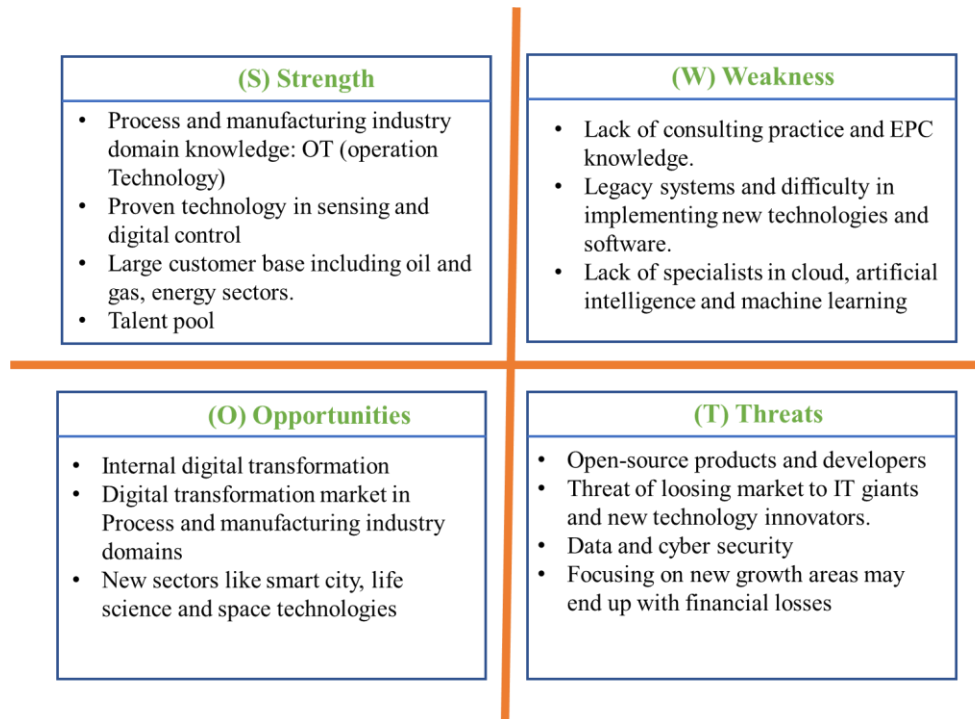 (S) Strength
• Process and manufacturing industry
domain knowledge: OT (operation
Technology)
• Proven technology in sensing and
digital control
• Large customer base including oil and
gas, energy sectors.
• Talent pool
(W) Weakness
• Lack of consulting practice and EPC
knowledge.
• Legacy systems and difficulty in
implementing new technologies and
software.
• Lack of specialists in cloud, artificial
intelligence and machine learning
(O) Opportunities
• Internal digital transformation
• Digital transformation market in
Process and manufacturing industry
domains
• New sectors like smart city, life
science and space technologies
(T) Threats
• Open-source products and developers
• Threat of loosing market to IT giants
and new technology innovators.
• Data and cyber security
• Focusing on new growth areas may
end up with financial losses